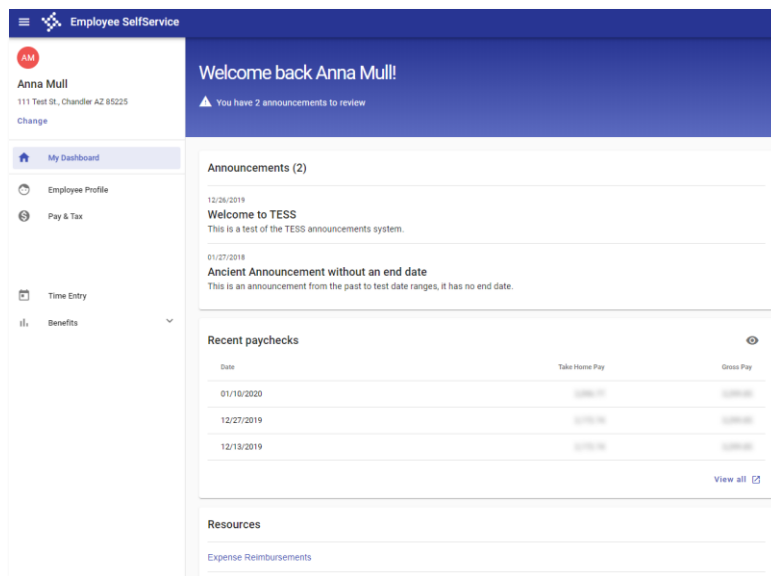 Employee SelfService
AM
Anna Mull
111 Test St., Chandler AZ 85225
Change
My Dashboard
Employee Profile
Pay & Tax
Time Entry
Benefits
Welcome back Anna Mull!
You have 2 announcements to review
Announcements (2)
12/26/2019
Welcome to TESS
This is a test of the TESS announcements system.
01/27/2018
Ancient Announcement without an end date
This is an announcement from the past to test date ranges, it has no end date.
Recent paychecks
Date Take Home Pay Gross Pay
01/10/2020
12/27/2019
12/13/2019
View all
Resources
Expense Reimbursements